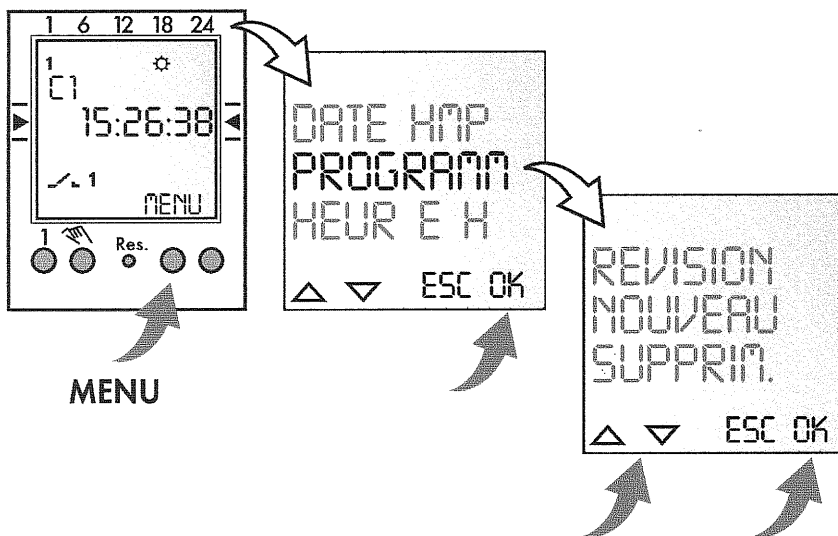 1 6 12 18 24
1
C1
15:26:38
1
MENU
1 Res.
MENU
DATE HMP
PROGRAMM
HEUR E H
ESC OK
REVISION
NOUVEAU
SUPPRIM.
ESC OK